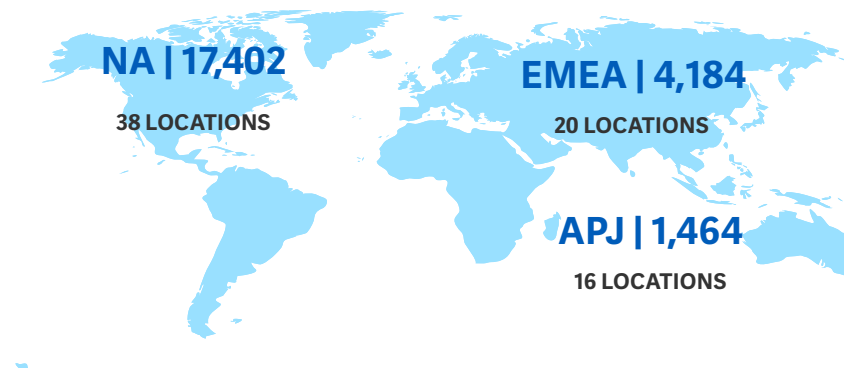 NA | 17,402
38 LOCATIONS
EMEA | 4,184
20 LOCATIONS
APJ | 1,464
16 LOCATIONS